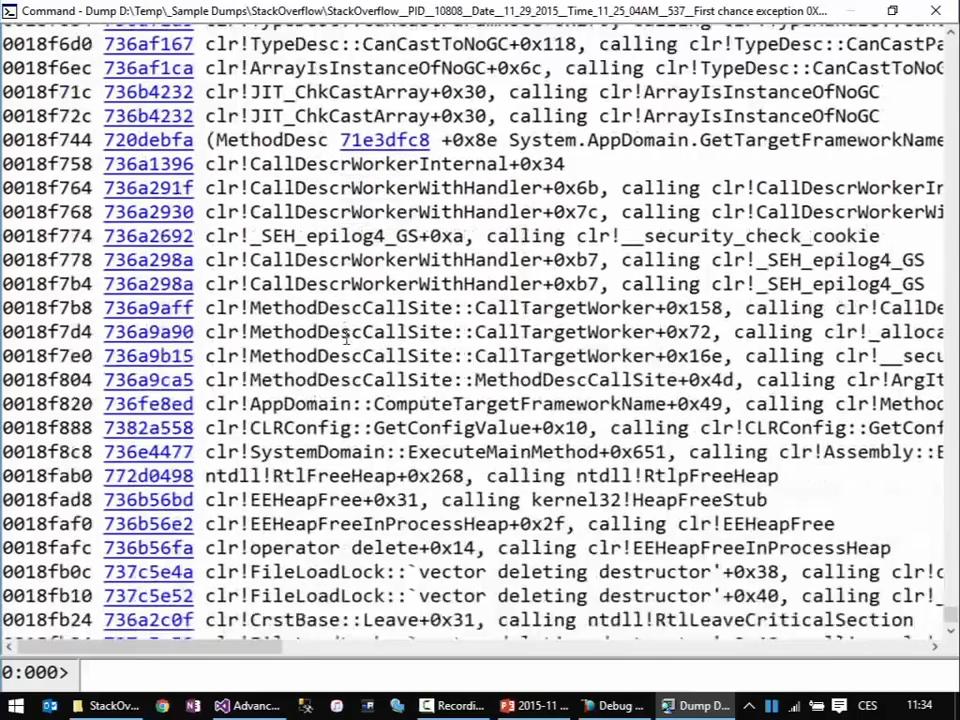 Command - Dump D:\Temp\_Sample Dumps\StackOverflow\StackOverflow__PID__10808__Date__11_29_2015__Time_11_25_04AM__537__First chance exception 0X...
0018f6d0 736af167 clr!TypeDesc::CanCastToNoGC+0x118, calling clr!TypeDesc::CanCastPa
0018f6ec 736af1ca clr!ArrayIsInstanceOfNoGC+0x6c, calling clr!TypeDesc::CanCastToNoG
0018f71c 736b4232 clr!JIT_ChkCastArray+0x30, calling clr!ArrayIsInstanceOfNoGC
0018f72c 736b4232 clr!JIT_ChkCastArray+0x30, calling clr!ArrayIsInstanceOfNoGC
0018f744 720debfa (MethodDesc 71e3dfc8 +0x8e System.AppDomain.GetTargetFrameworkName
0018f758 736a1396 clr!CallDescrWorkerInternal+0x34
0018f764 736a291f clr!CallDescrWorkerWithHandler+0x6b, calling clr!CallDescrWorkerIn
0018f768 736a2930 clr!CallDescrWorkerWithHandler+0x7c, calling clr!CallDescrWorkerWi
0018f774 736a2692 clr!_SEH_epilog4_GS+0xa, calling clr!__security_check_cookie
0018f778 736a298a clr!CallDescrWorkerWithHandler+0xb7, calling clr!_SEH_epilog4_GS
0018f7b4 736a298a clr!CallDescrWorkerWithHandler+0xb7, calling clr!_SEH_epilog4_GS
0018f7b8 736a9aff clr!MethodDescCallSite::CallTargetWorker+0x158, calling clr!CallDe
0018f7d4 736a9a90 clr!MethodDescCallSite::CallTargetWorker+0x72, calling clr!_alloca
0018f7e0 736a9b15 clr!MethodDescCallSite::CallTargetWorker+0x16e, calling clr!__secu
0018f804 736a9ca5 clr!MethodDescCallSite::MethodDescCallSite+0x4d, calling clr!ArgIt
0018f820 736fe8ed clr!AppDomain::ComputeTargetFrameworkName+0x49, calling clr!Method
0018f888 7382a558 clr!CLRConfig::GetConfigValue+0x10, calling clr!CLRConfig::GetConf
0018f8c8 736e4477 clr!SystemDomain::ExecuteMainMethod+0x651, calling clr!Assembly::E
0018fab0 772d0498 ntdll!RtlFreeHeap+0x268, calling ntdll!RtlpFreeHeap
0018fad8 736b56bd clr!EEHeapFree+0x31, calling kernel32!HeapFreeStub
0018faf0 736b56e2 clr!EEHeapFreeInProcessHeap+0x2f, calling clr!EEHeapFree
0018fafc 736b56fa clr!operator delete+0x14, calling clr!EEHeapFreeInProcessHeap
0018fb0c 737c5e4a clr!FileLoadLock::`vector deleting destructor'+0x38, calling clr!c
0018fb10 737c5e52 clr!FileLoadLock::`vector deleting destructor'+0x40, calling clr!_
0018fb24 736a2c0f clr!CrstBase::Leave+0x31, calling ntdll!RtlLeaveCriticalSection
0:000>
StackOv... Advanc... Recordi... 2015-11 ... Debug ... Dump D... CES 11:34